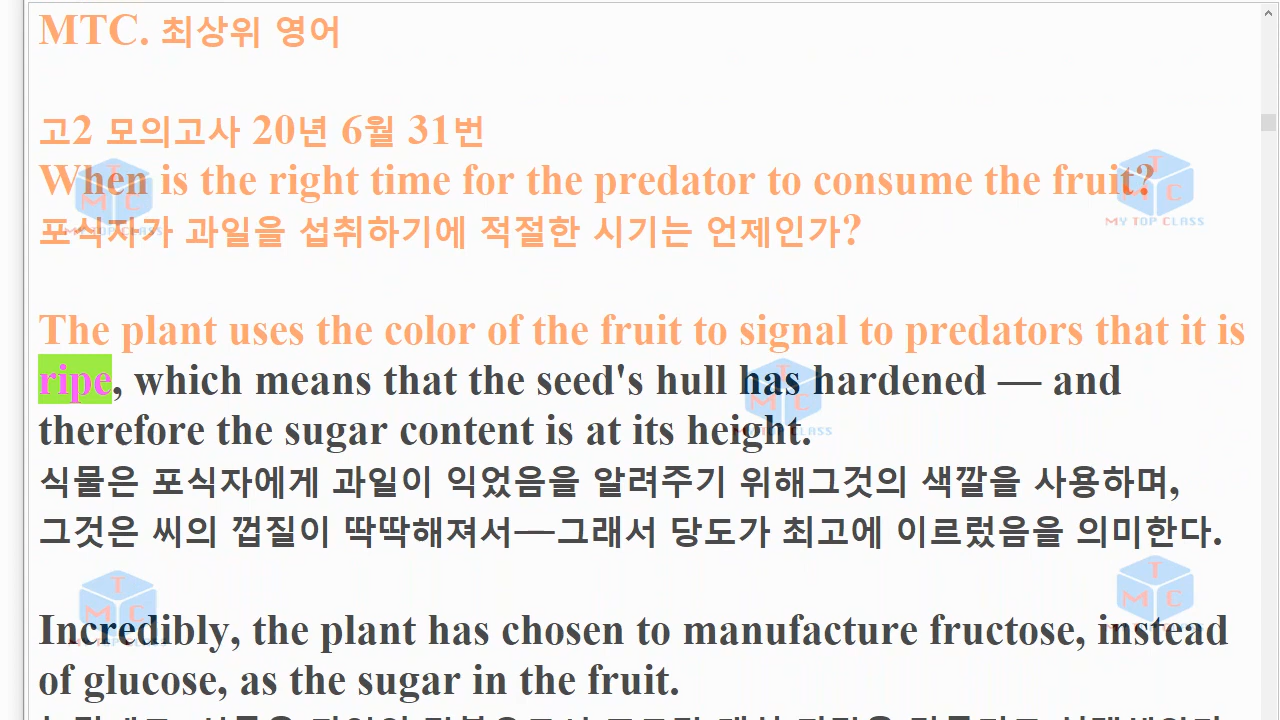 MTC. 최상위 영어
고2 모의고사 20년 6월 31번
When is the right time for the predator to consume the fruit?
포식자가 과일을 섭취하기에 적절한 시기는 언제인가?
The plant uses the color of the fruit to signal to predators that it is
ripe, which means that the seed's hull has hardened — and
therefore the sugar content is at its height.
식물은 포식자에게 과일이 익었음을 알려주기 위해그것의 색깔을 사용하며,
그것은 씨의 껍질이 딱딱해져서—그래서 당도가 최고에 이르렀음을 의미한다.
Incredibly, the plant has chosen to manufacture fructose, instead
of glucose, as the sugar in the fruit.